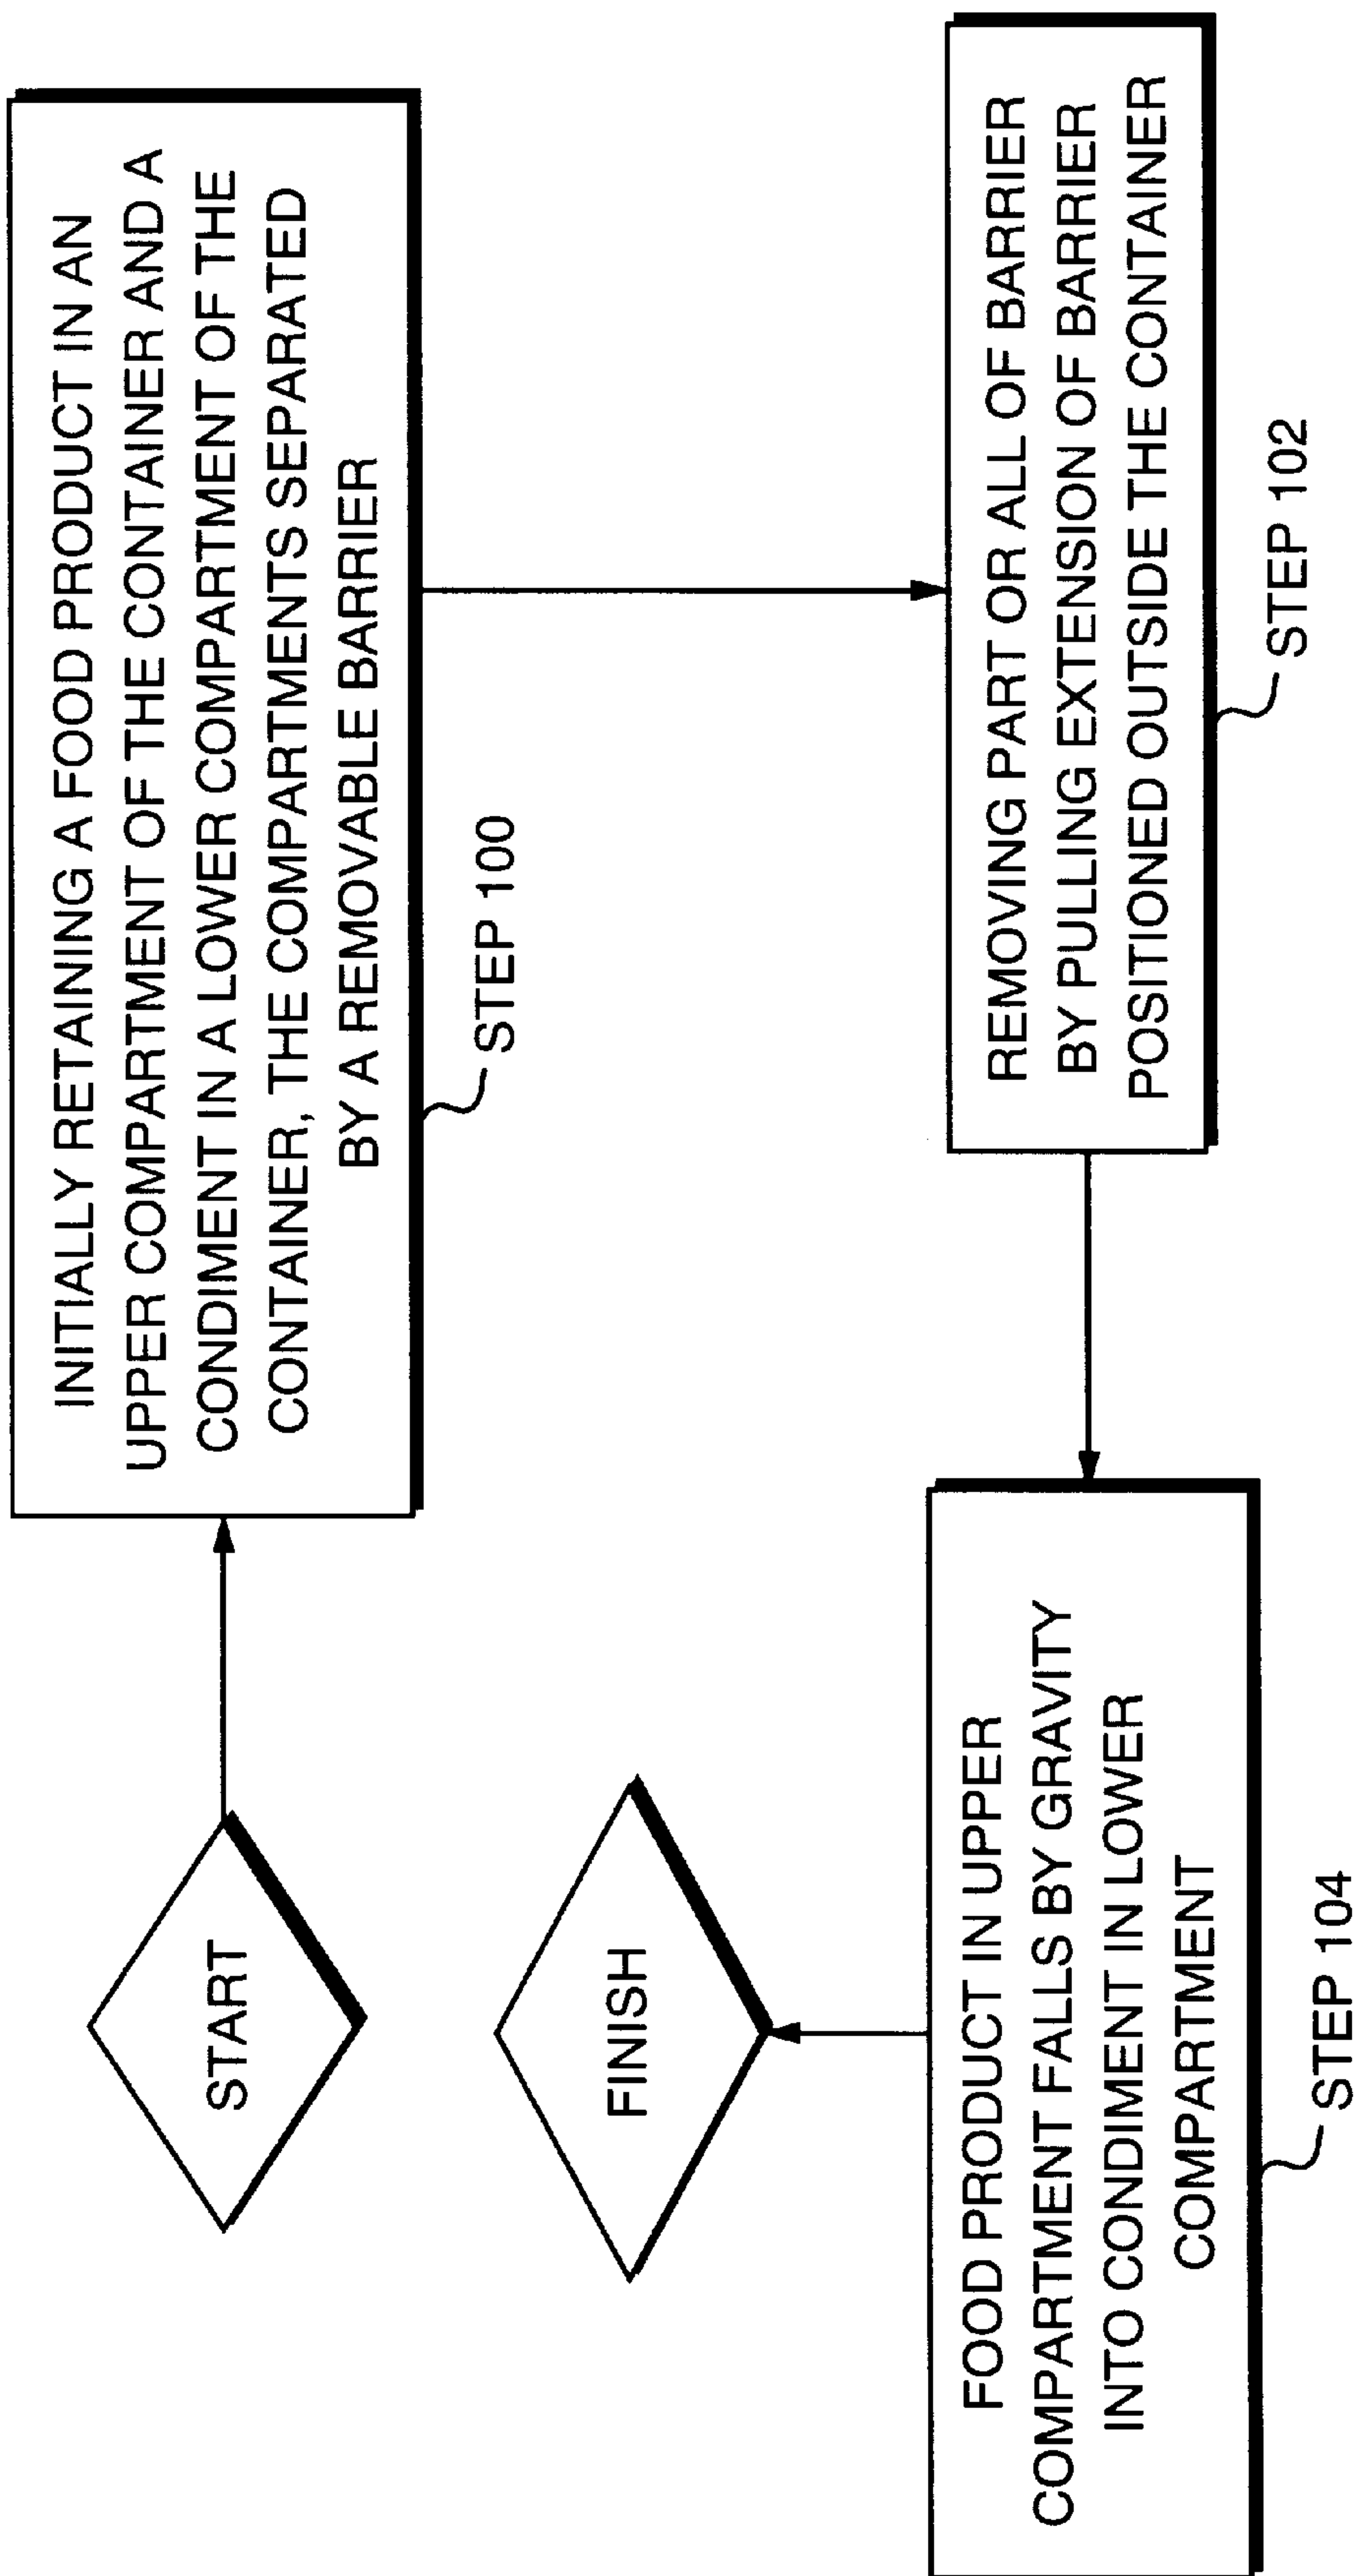 START
INITIALLY RETAINING A FOOD PRODUCT IN AN
UPPER COMPARTMENT OF THE CONTAINER AND A
CONDIMENT IN A LOWER COMPARTMENT OF THE
CONTAINER, THE COMPARTMENTS SEPARATED
BY A REMOVABLE BARRIER
STEP 100
REMOVING PART OR ALL OF BARRIER
BY PULLING EXTENSION OF BARRIER
POSITIONED OUTSIDE THE CONTAINER
STEP 102
FOOD PRODUCT IN UPPER
COMPARTMENT FALLS BY GRAVITY
INTO CONDIMENT IN LOWER
COMPARTMENT
STEP 104
FINISH